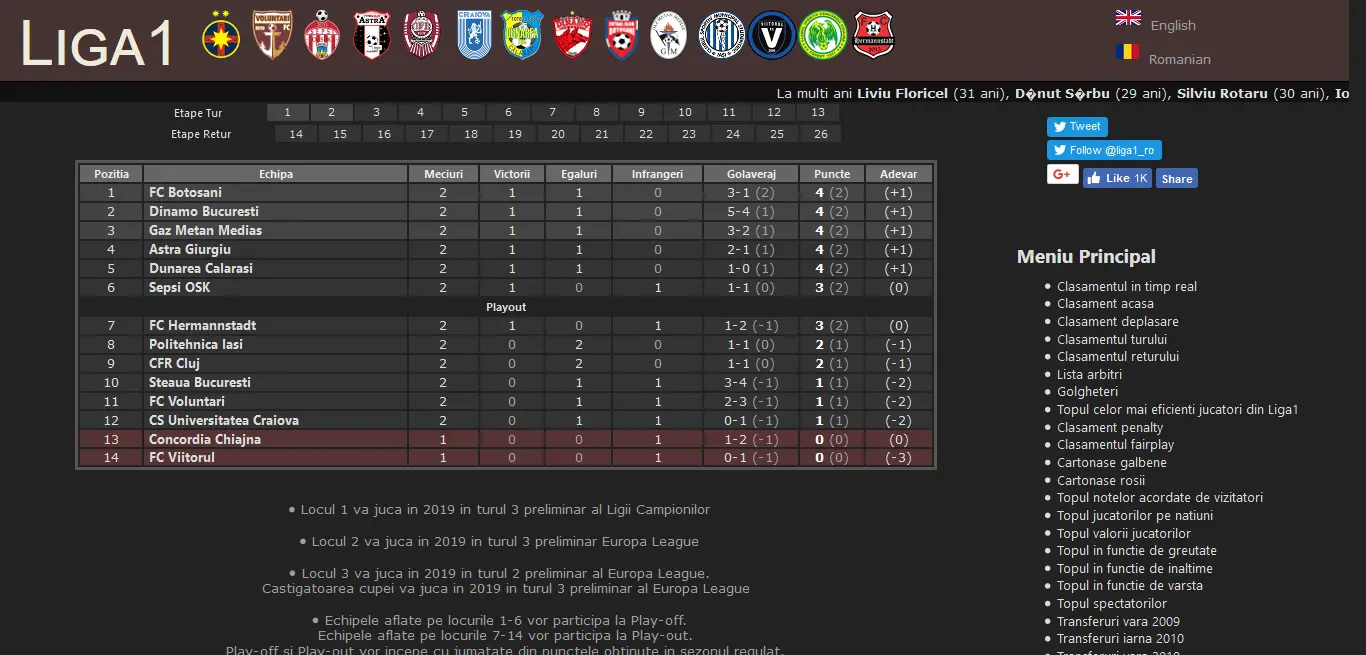 LIGA1
English
Romanian
La multi ani Liviu Floricel (31 ani), D�nut S�rbu (29 ani), Silviu Rotaru (30 ani), Io
Etape Tur 1 2 3 4 5 6 7 8 9 10 11 12 13
Etape Retur 14 15 16 17 18 19 20 21 22 23 24 25 26
Tweet
Follow @liga1_ro
G+ Like 1K Share
Pozitia Echipa Meciuri Victorii Egaluri Infrangeri Golaveraj Puncte Adevar
1 FC Botosani 2 1 1 0 3-1 (2) 4 (2) (+1)
2 Dinamo Bucuresti 2 1 1 0 5-4 (1) 4 (2) (+1)
3 Gaz Metan Medias 2 1 1 0 3-2 (1) 4 (2) (+1)
4 Astra Giurgiu 2 1 1 0 2-1 (1) 4 (2) (+1)
5 Dunarea Calarasi 2 1 1 0 1-0 (1) 4 (2) (+1)
6 Sepsi OSK 2 1 0 1 1-1 (0) 3 (2) (0)
Playout
7 FC Hermannstadt 2 1 0 1 1-2 (-1) 3 (2) (0)
8 Politehnica Iasi 2 0 2 0 1-1 (0) 2 (1) (-1)
9 CFR Cluj 2 0 2 0 1-1 (0) 2 (1) (-1)
10 Steaua Bucuresti 2 0 1 1 3-4 (-1) 1 (1) (-2)
11 FC Voluntari 2 0 1 1 2-3 (-1) 1 (1) (-2)
12 CS Universitatea Craiova 2 0 1 1 0-1 (-1) 1 (1) (-2)
13 Concordia Chiajna 1 0 0 1 1-2 (-1) 0 (0) (0)
14 FC Viitorul 1 0 0 1 0-1 (-1) 0 (0) (-3)
• Locul 1 va juca in 2019 in turul 3 preliminar al Ligii Campionilor
• Locul 2 va juca in 2019 in turul 3 preliminar Europa League
• Locul 3 va juca in 2019 in turul 2 preliminar al Europa League.
Castigatoarea cupei va juca in 2019 in turul 3 preliminar al Europa League
• Echipele aflate pe locurile 1-6 vor participa la Play-off.
Echipele aflate pe locurile 7-14 vor participa la Play-out.
Play-off si Play-out vor incepe cu jumatate din punctele obtinute in sezonul regulat.
Meniu Principal
• Clasamentul in timp real
• Clasament acasa
• Clasament deplasare
• Clasamentul turului
• Clasamentul returului
• Lista arbitri
• Golgheteri
• Topul celor mai eficienti jucatori din Liga1
• Clasament penalty
• Clasamentul fairplay
• Cartonase galbene
• Cartonase rosii
• Topul notelor acordate de vizitatori
• Topul jucatorilor pe natiuni
• Topul valorii jucatorilor
• Topul in functie de greutate
• Topul in functie de inaltime
• Topul in functie de varsta
• Topul spectatorilor
• Transferuri vara 2009
• Transferuri iarna 2010
• Transferuri vara 2010